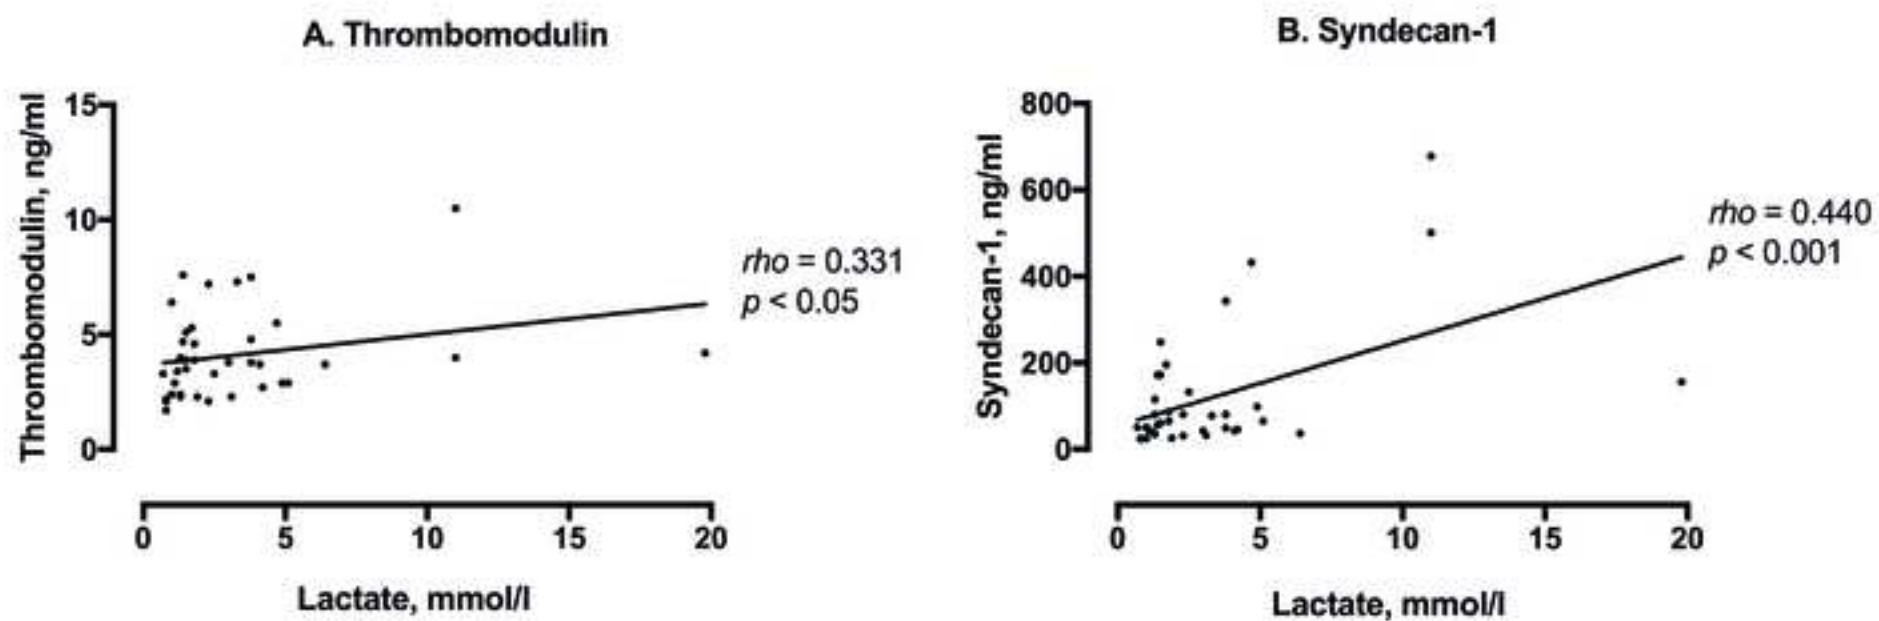 A. Thrombomodulin
Thrombomodulin, ng/ml
15
10
5
0
rho = 0.331
p < 0.05
0 5 10 15 20
Lactate, mmol/l
B. Syndecan-1
Syndecan-1, ng/ml
800
600
400
200
0
rho = 0.440
p < 0.001
0 5 10 15 20
Lactate, mmol/l